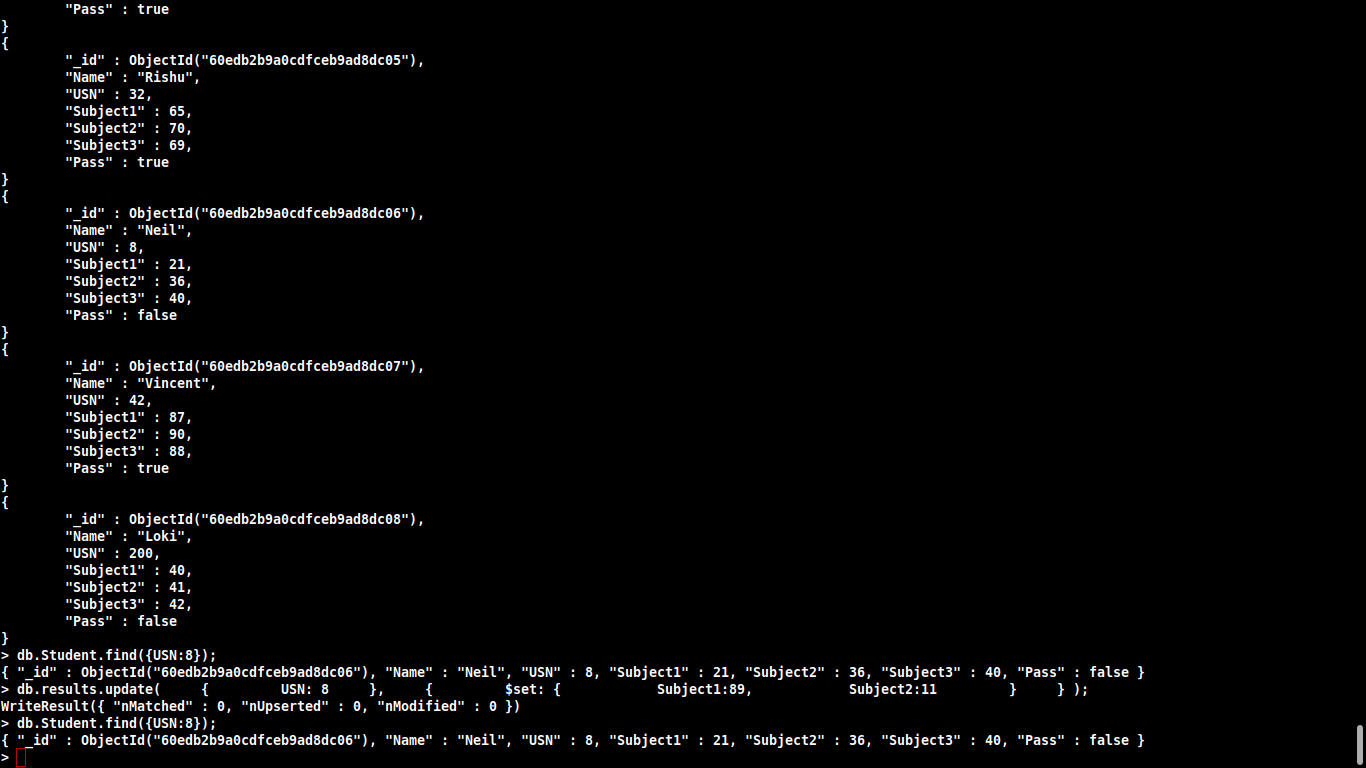 "Pass" : true
}
{
        "_id" : ObjectId("60edb2b9a0cdfceb9ad8dc05"),
        "Name" : "Rishu",
        "USN" : 32,
        "Subject1" : 65,
        "Subject2" : 70,
        "Subject3" : 69,
        "Pass" : true
}
{
        "_id" : ObjectId("60edb2b9a0cdfceb9ad8dc06"),
        "Name" : "Neil",
        "USN" : 8,
        "Subject1" : 21,
        "Subject2" : 36,
        "Subject3" : 40,
        "Pass" : false
}
{
        "_id" : ObjectId("60edb2b9a0cdfceb9ad8dc07"),
        "Name" : "Vincent",
        "USN" : 42,
        "Subject1" : 87,
        "Subject2" : 90,
        "Subject3" : 88,
        "Pass" : true
}
{
        "_id" : ObjectId("60edb2b9a0cdfceb9ad8dc08"),
        "Name" : "Loki",
        "USN" : 200,
        "Subject1" : 40,
        "Subject2" : 41,
        "Subject3" : 42,
        "Pass" : false
}
> db.Student.find({USN:8});
{ "_id" : ObjectId("60edb2b9a0cdfceb9ad8dc06"), "Name" : "Neil", "USN" : 8, "Subject1" : 21, "Subject2" : 36, "Subject3" : 40, "Pass" : false }
> db.results.update(     {         USN: 8     },     {         $set: {            Subject1:89,            Subject2:11         }     } );
WriteResult({ "nMatched" : 0, "nUpserted" : 0, "nModified" : 0 })
> db.Student.find({USN:8});
{ "_id" : ObjectId("60edb2b9a0cdfceb9ad8dc06"), "Name" : "Neil", "USN" : 8, "Subject1" : 21, "Subject2" : 36, "Subject3" : 40, "Pass" : false }
>